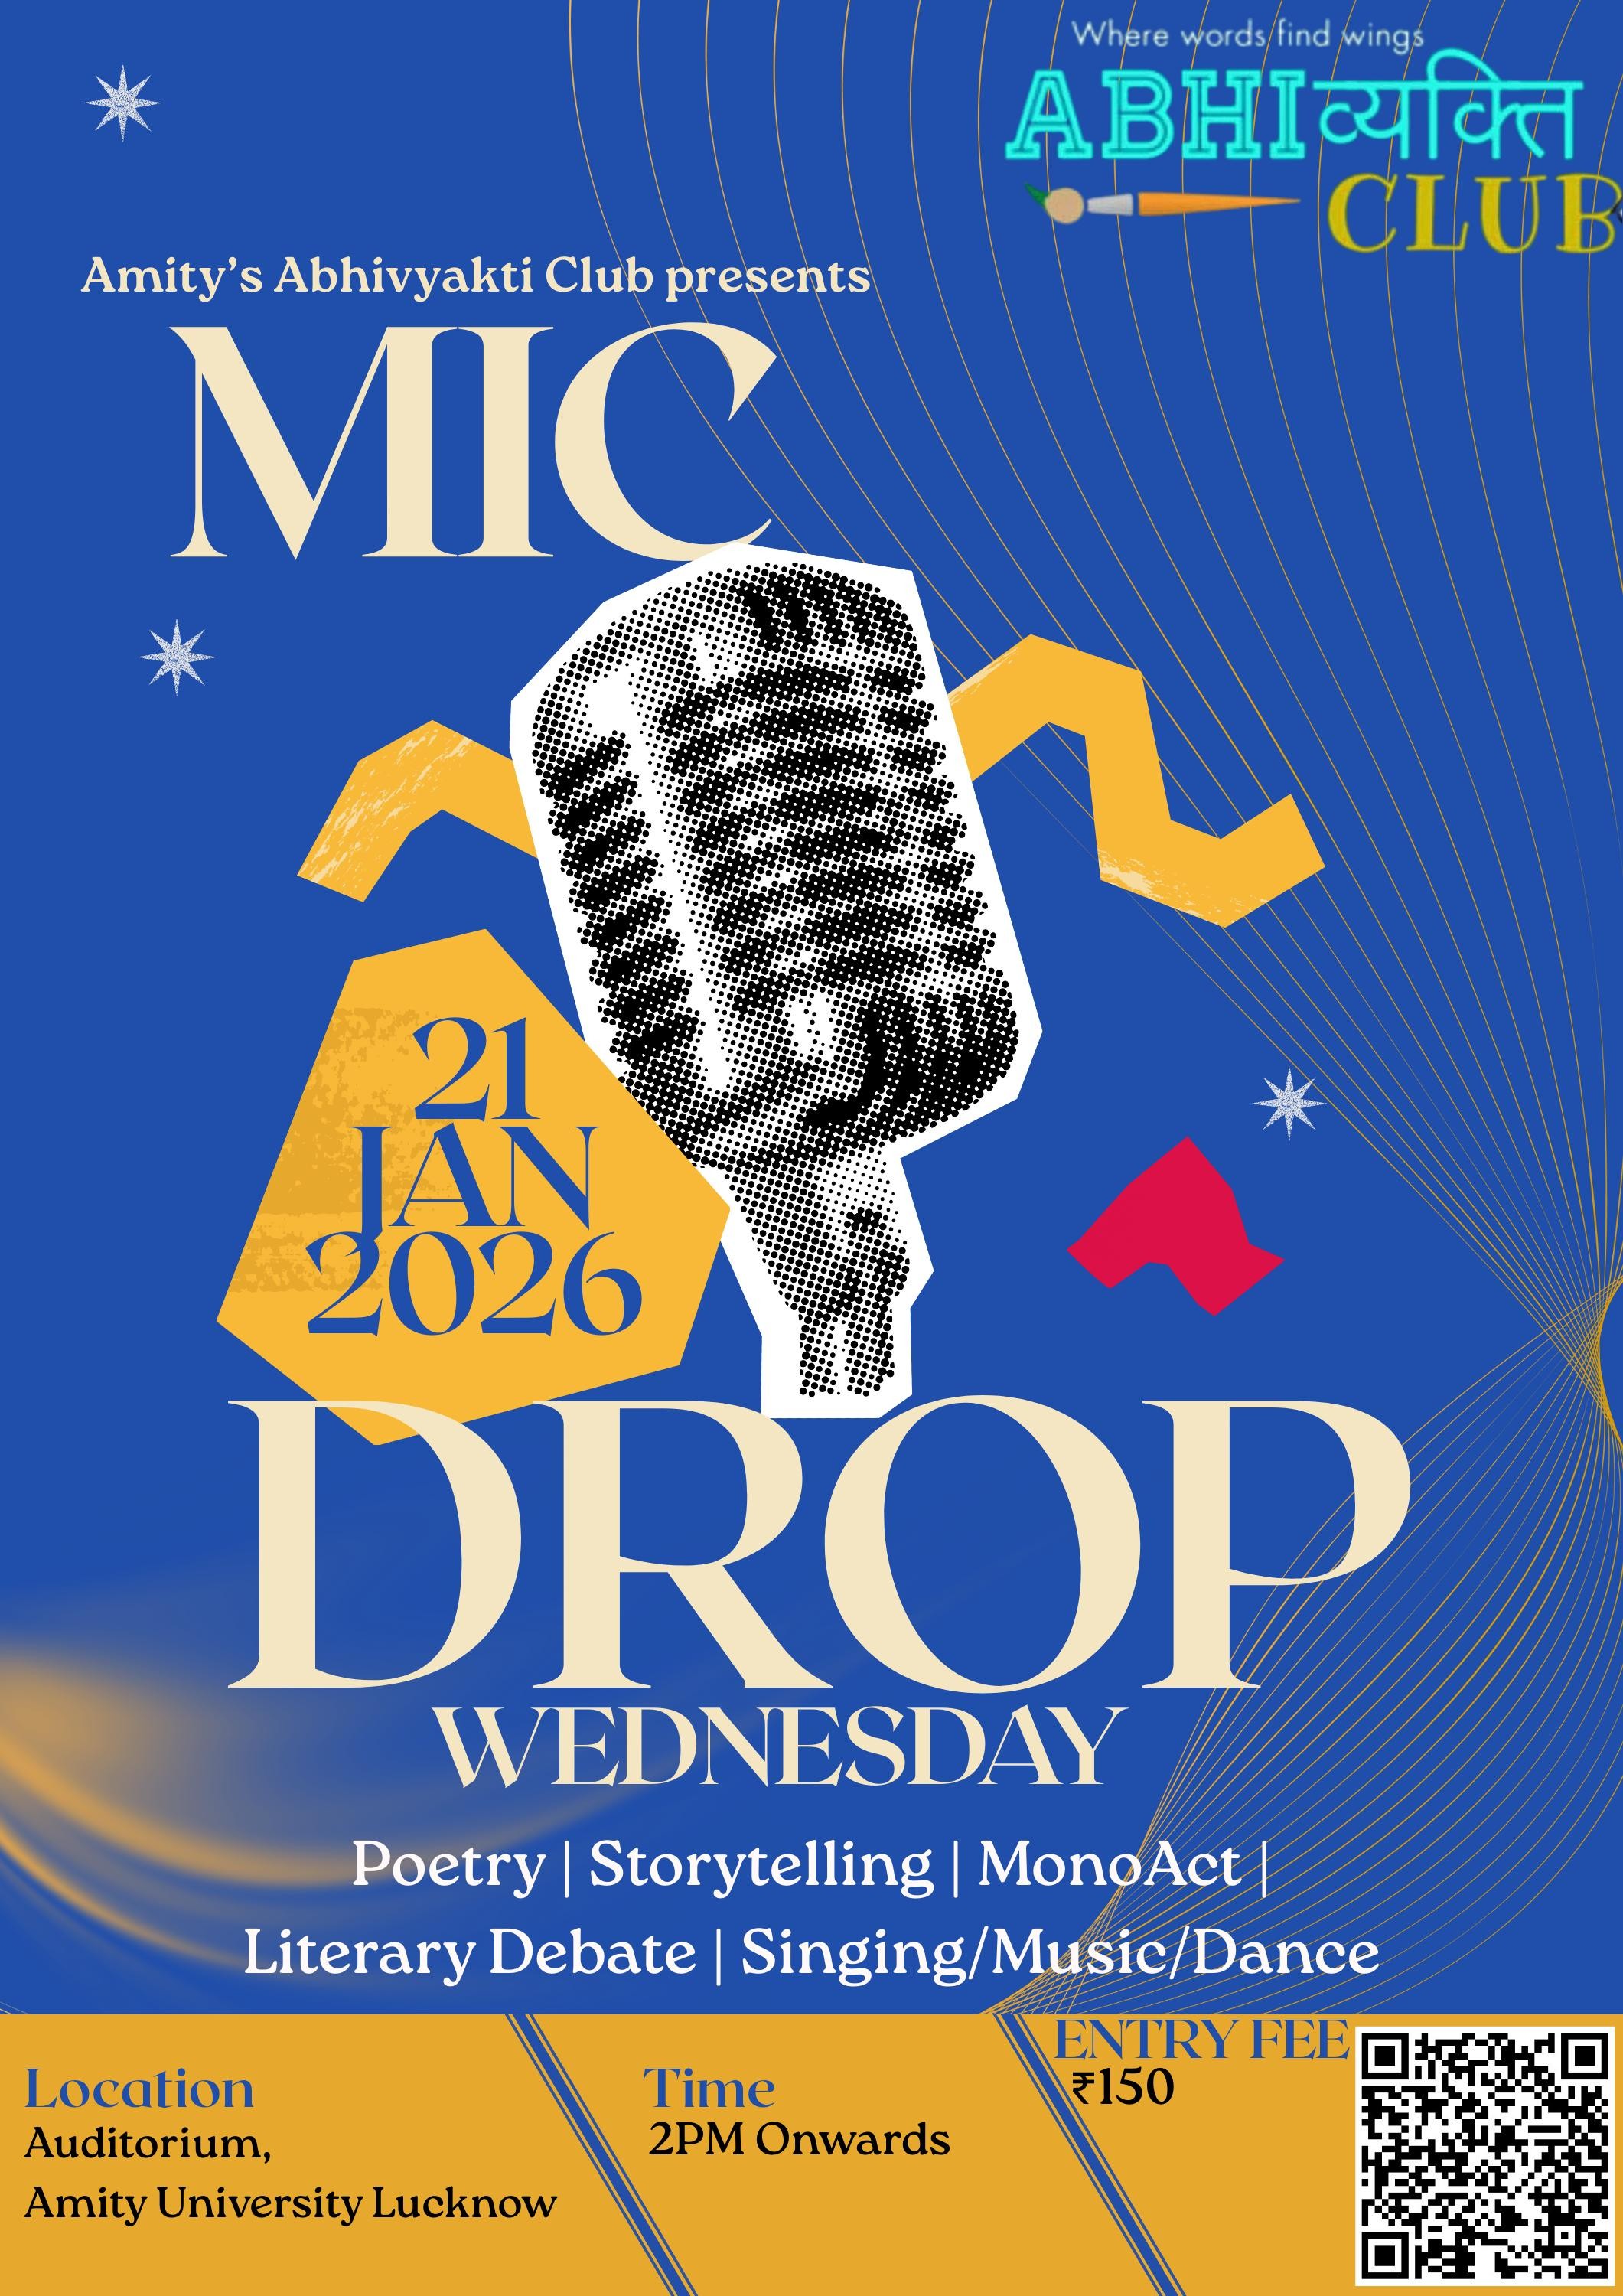 Where words find wings
ABHIव्यक्ति
CLUB
Amity's Abhivyakti Club presents
MIC
21
JAN
2026
DROP
WEDNESDAY
Poetry | Storytelling | MonoAct |
Literary Debate | Singing/Music/Dance
Location
Auditorium,
Amity University Lucknow
Time
2PM Onwards
ENTRY FEE
₹150